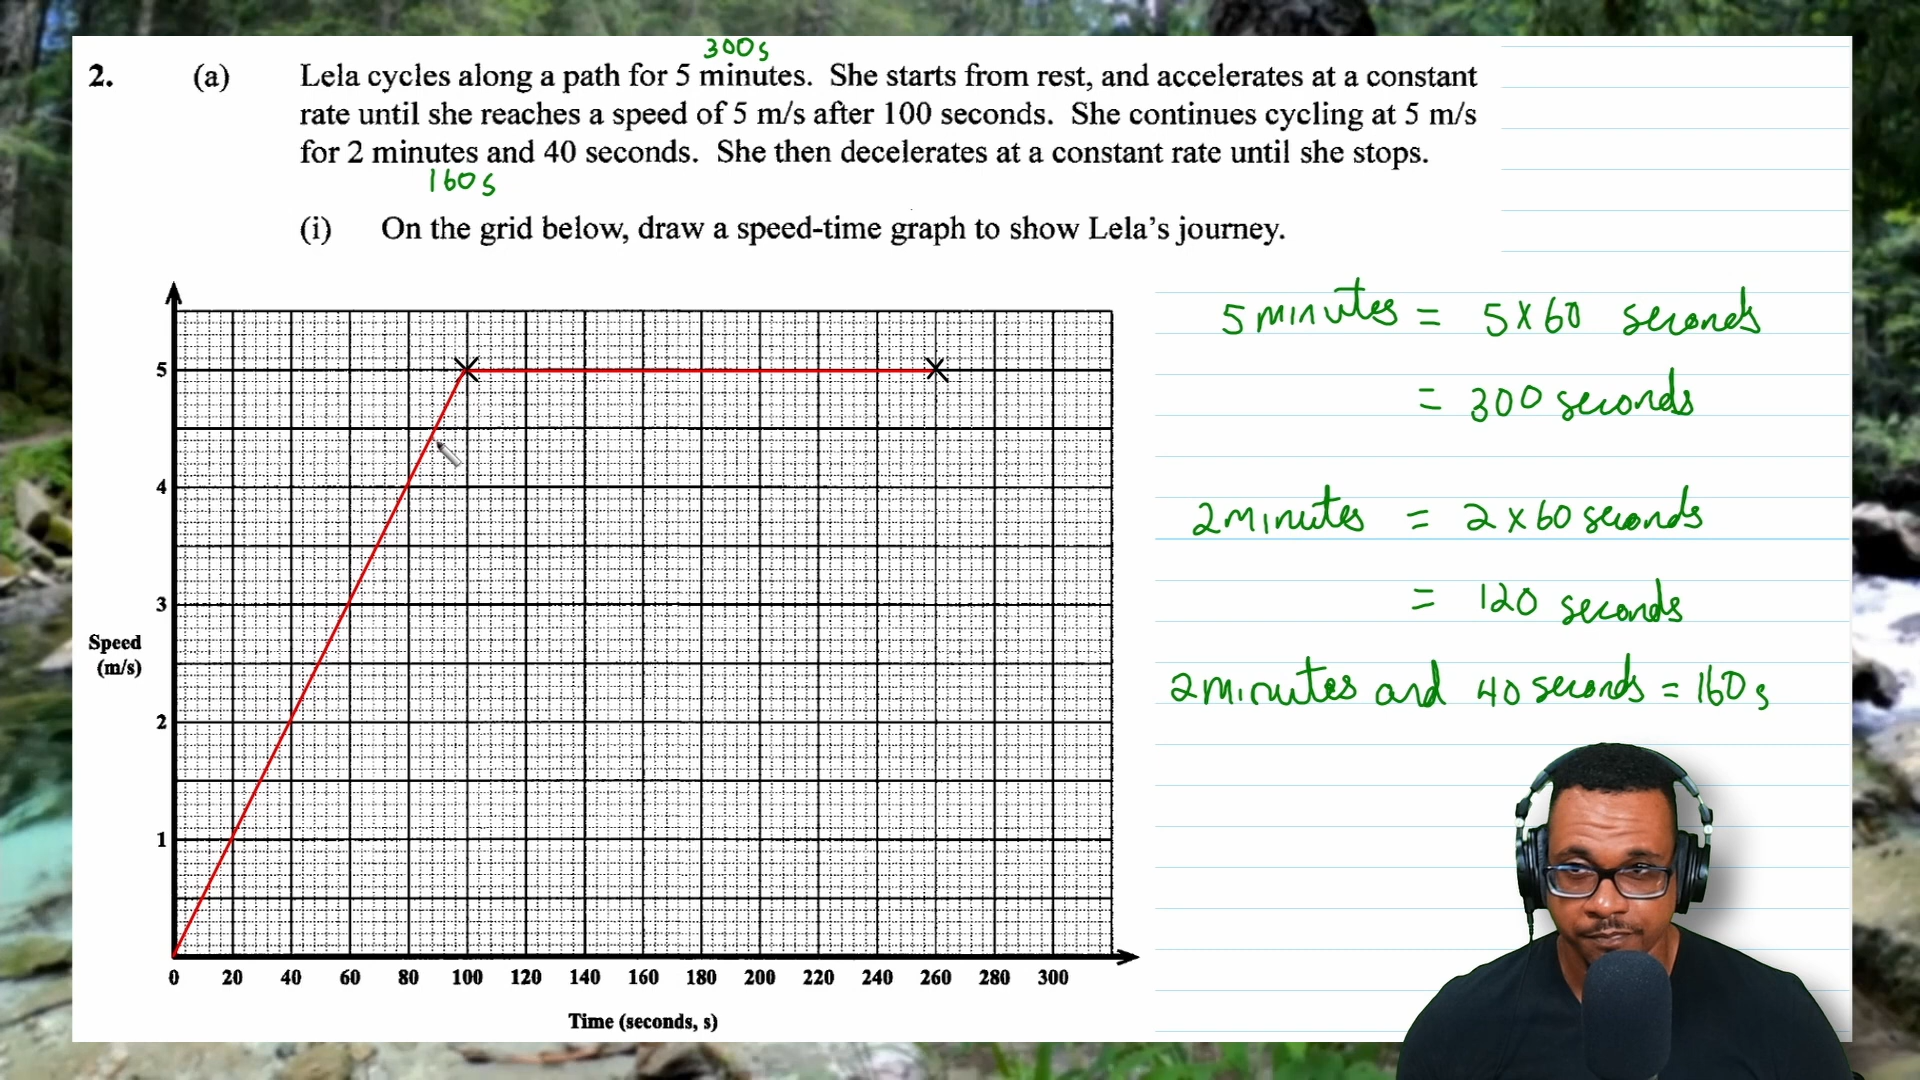 300s
2. (a) Lela cycles along a path for 5 minutes. She starts from rest, and accelerates at a constant
rate until she reaches a speed of 5 m/s after 100 seconds. She continues cycling at 5 m/s
for 2 minutes and 40 seconds. She then decelerates at a constant rate until she stops.
160s
(i) On the grid below, draw a speed-time graph to show Lela's journey.
5 minutes = 5 x 60 seconds
= 300 seconds
2 minutes = 2 x 60 seconds
= 120 seconds
2 minutes and 40 seconds = 160s
5
4
3
Speed
(m/s)
2
1
0 20 40 60 80 100 120 140 160 180 200 220 240 260 280 300
Time (seconds, s)